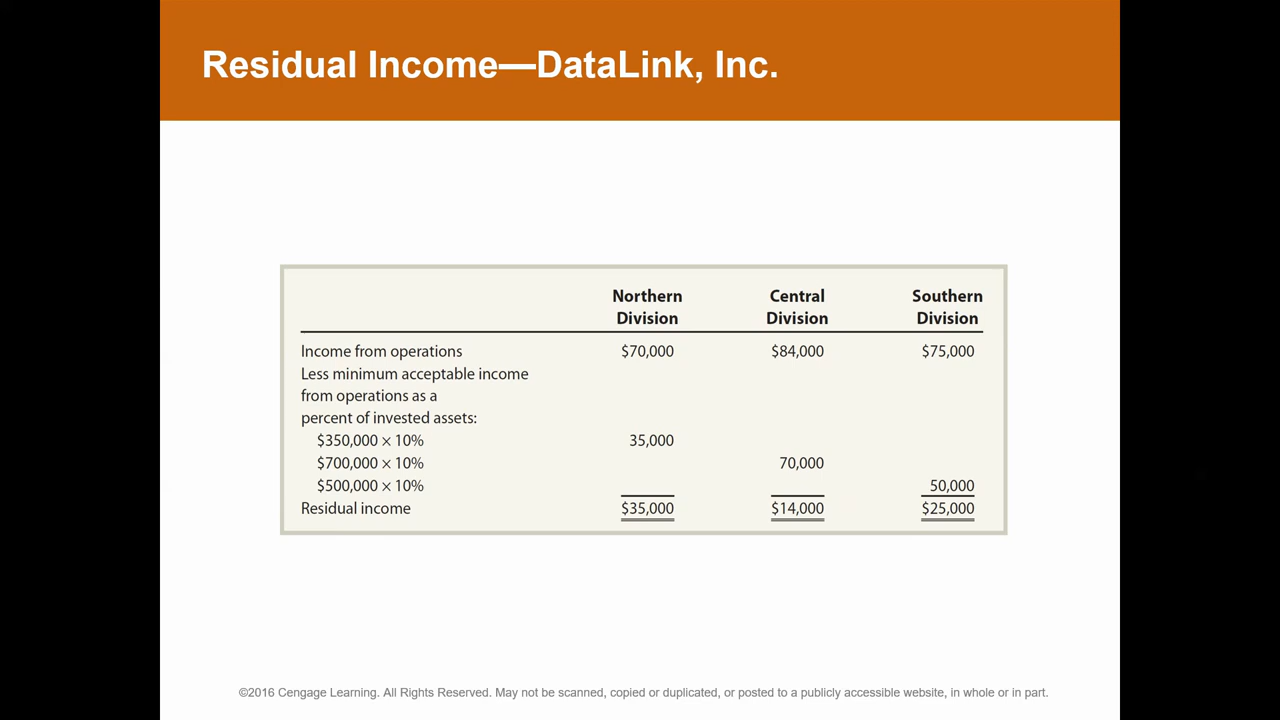 Residual Income—DataLink, Inc.
Northern Central Southern
Division Division Division
Income from operations $70,000 $84,000 $75,000
Less minimum acceptable income
from operations as a
percent of invested assets:
$350,000 × 10% 35,000
$700,000 × 10% 70,000
$500,000 × 10% 50,000
Residual income $35,000 $14,000 $25,000
©2016 Cengage Learning. All Rights Reserved. May not be scanned, copied or duplicated, or posted to a publicly accessible website, in whole or in part.